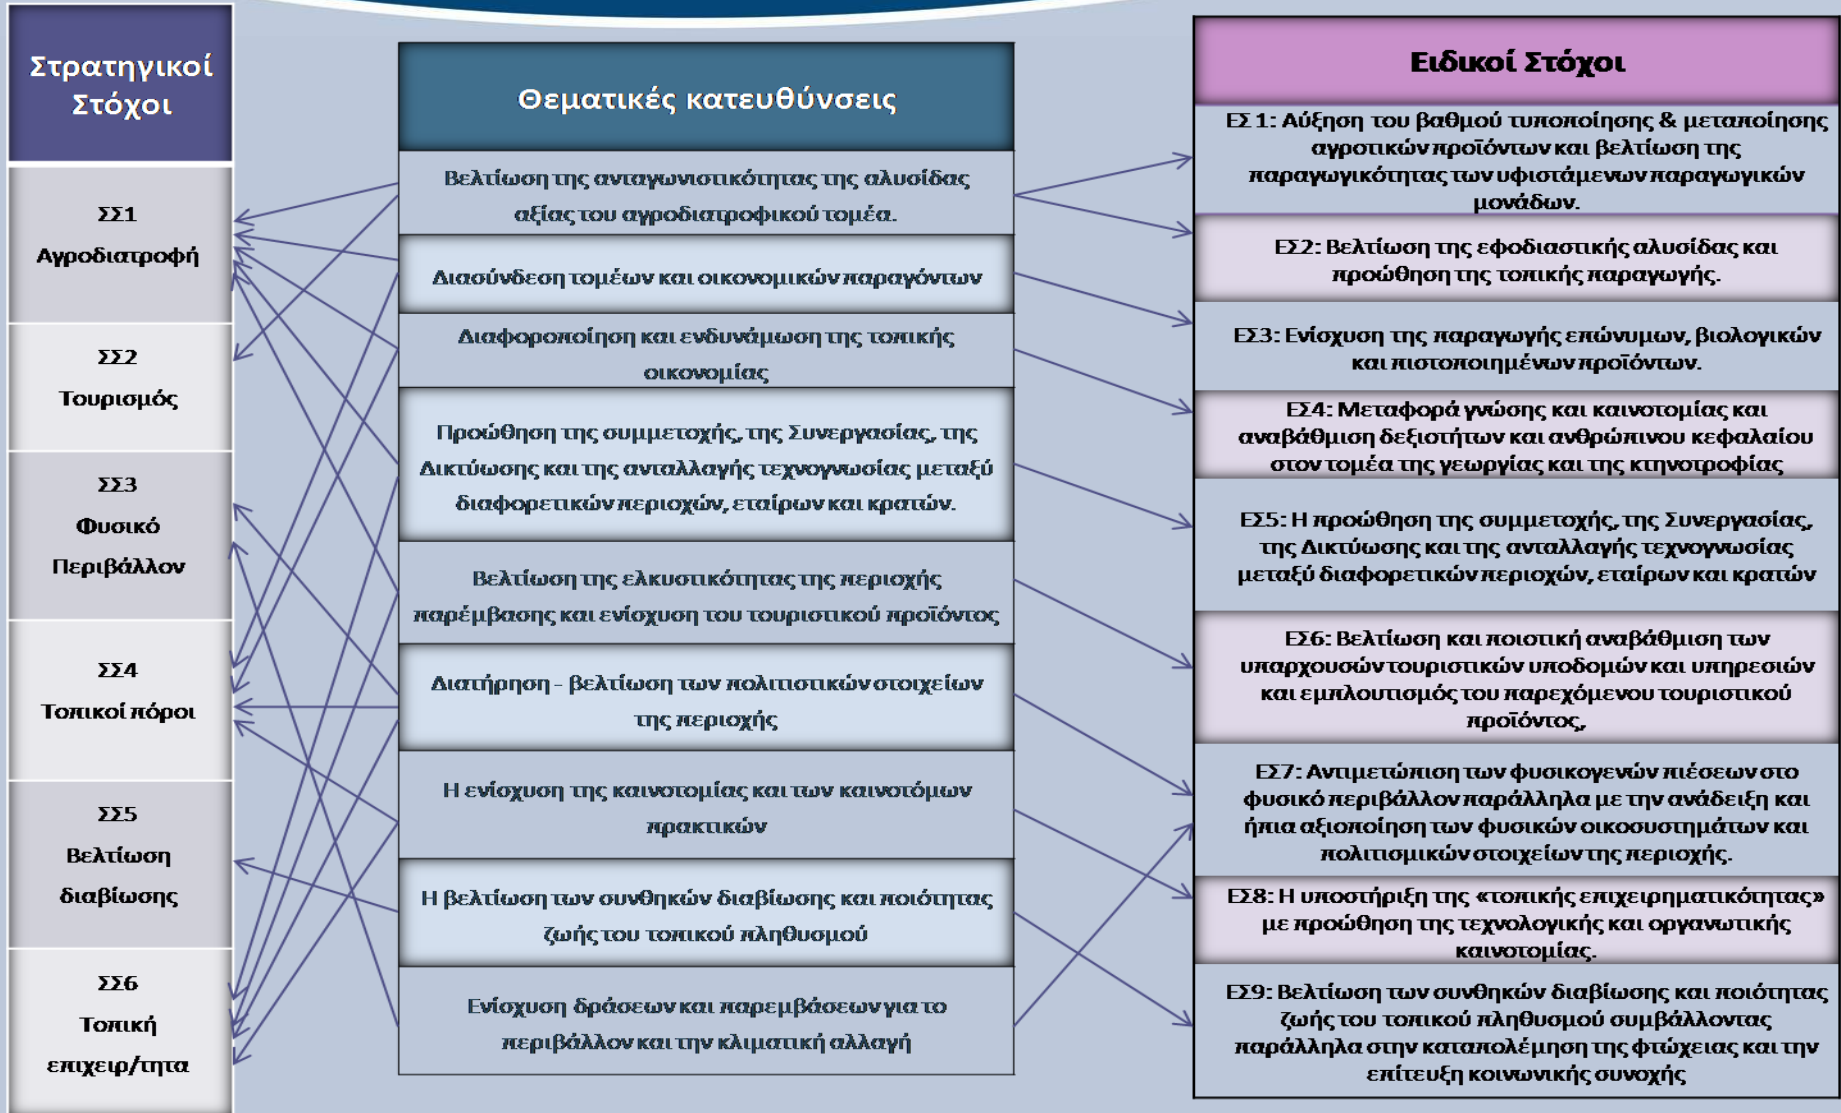 Στρατηγικοί
Στόχοι
ΣΣ1
Αγροδιατροφή
ΣΣ2
Τουρισμός
ΣΣ3
Φυσικό
Περιβάλλον
ΣΣ4
Τοπικοί πόροι
ΣΣ5
Βελτίωση
διαβίωσης
ΣΣ6
Τοπική
επιχειρ/τητα
Θεματικές κατευθύνσεις
Βελτίωση της ανταγωνιστικότητας της αλυσίδας
αξίας του αγροδιατροφικού τομέα.
Διασύνδεση τομέων και οικονομικών παραγόντων
Διαφοροποίηση και ενδυνάμωση της τοπικής
οικονομίας
Προώθηση της συμμετοχής, της Συνεργασίας, της
Δικτύωσης και της ανταλλαγής τεχνογνωσίας μεταξύ
διαφορετικών περιοχών, εταίρων και κρατών.
Βελτίωση της ελκυστικότητας της περιοχής
παρέμβασης και ενίσχυση του τουριστικού προϊόντος
Διατήρηση - βελτίωση των πολιτιστικών στοιχείων
της περιοχής
Η ενίσχυση της καινοτομίας και των καινοτόμων
πρακτικών
Η βελτίωση των συνθηκών διαβίωσης και ποιότητας
ζωής του τοπικού πληθυσμού
Ενίσχυση δράσεων και παρεμβάσεων για το
περιβάλλον και την κλιματική αλλαγή
Ειδικοί Στόχοι
ΕΣ 1: Αύξηση του βαθμού τυποποίησης & μεταποίησης
αγροτικών προϊόντων και βελτίωση της
παραγωγικότητας των υφιστάμενων παραγωγικών
μονάδων.
ΕΣ2: Βελτίωση της εφοδιαστικής αλυσίδας και
προώθηση της τοπικής παραγωγής.
ΕΣ3: Ενίσχυση της παραγωγής επώνυμων, βιολογικών
και πιστοποιημένων προϊόντων.
ΕΣ4: Μεταφορά γνώσης και καινοτομίας και
αναβάθμιση δεξιοτήτων και ανθρώπινου κεφαλαίου
στον τομέα της γεωργίας και της κτηνοτροφίας
ΕΣ5: Η προώθηση της συμμετοχής, της Συνεργασίας,
της Δικτύωσης και της ανταλλαγής τεχνογνωσίας
μεταξύ διαφορετικών περιοχών, εταίρων και κρατών
ΕΣ6: Βελτίωση και ποιοτική αναβάθμιση των
υπαρχουσών τουριστικών υποδομών και υπηρεσιών
και εμπλουτισμός του παρεχόμενου τουριστικού
προϊόντος,
ΕΣ7: Αντιμετώπιση των φυσικογενών πιέσεων στο
φυσικό περιβάλλον παράλληλα με την ανάδειξη και
ήπια αξιοποίηση των φυσικών οικοσυστημάτων και
πολιτισμικών στοιχείων της περιοχής.
ΕΣ8: Η υποστήριξη της «τοπικής επιχειρηματικότητας»
με προώθηση της τεχνολογικής και οργανωτικής
καινοτομίας.
ΕΣ9: Βελτίωση των συνθηκών διαβίωσης και ποιότητας
ζωής του τοπικού πληθυσμού συμβάλλοντας
παράλληλα στην καταπολέμηση της φτώχειας και την
επίτευξη κοινωνικής συνοχής